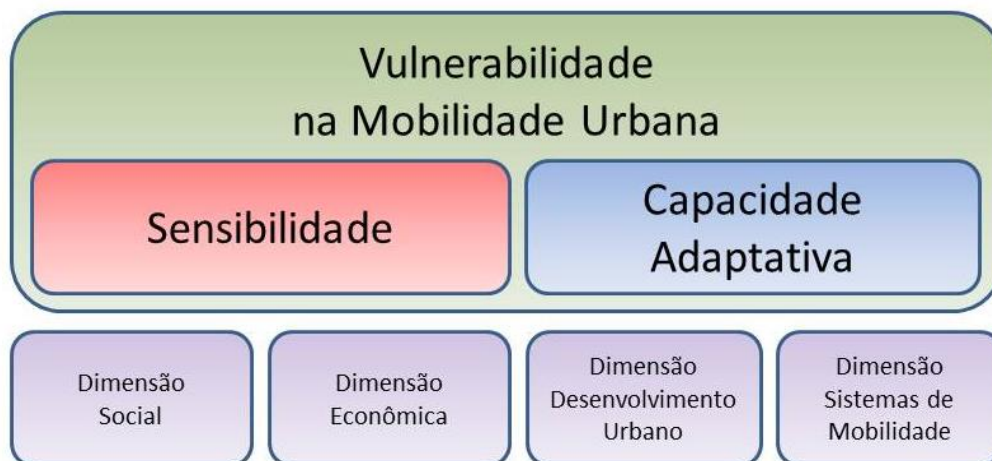 Vulnerabilidade
na Mobilidade Urbana
Sensibilidade
Capacidade
Adaptativa
Dimensão
Social
Dimensão
Econômica
Dimensão
Desenvolvimento
Urbano
Dimensão
Sistemas de
Mobilidade